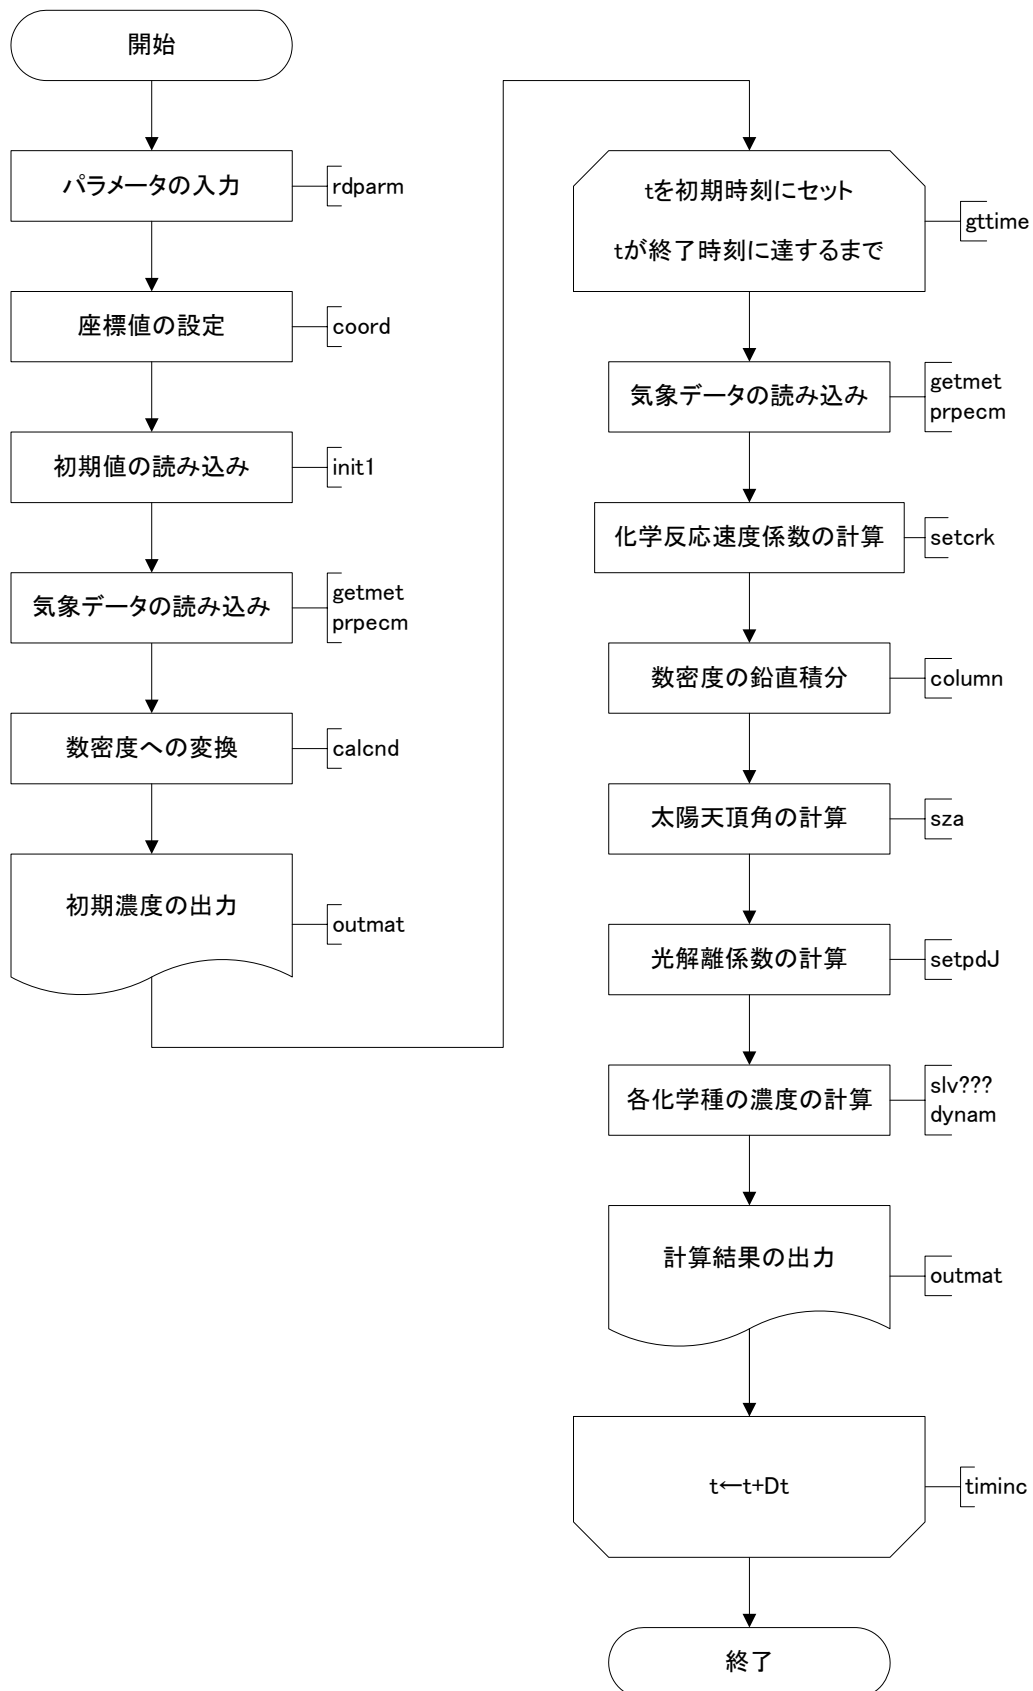 開始
パラメータの入力
rdparm
座標値の設定
coord
初期値の読み込み
init1
気象データの読み込み
getmet
prpecm
数密度への変換
calcnd
初期濃度の出力
outmat
tを初期時刻にセット
tが終了時刻に達するまで
gttime
気象データの読み込み
getmet
prpecm
化学反応速度係数の計算
setcrk
数密度の鉛直積分
column
太陽天頂角の計算
sza
光解離係数の計算
setpdJ
各化学種の濃度の計算
slv???
dynam
計算結果の出力
outmat
t←t+Dt
timinc
終了